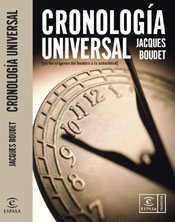 CRONOLOGÍA
UNIVERSAL
JACQUES
BOUDET
[de los orígenes del hombre a la actualidad]
ESPASA
CRONOLOGÍA UNIVERSAL
JACQUES BOUDET
ESPASA